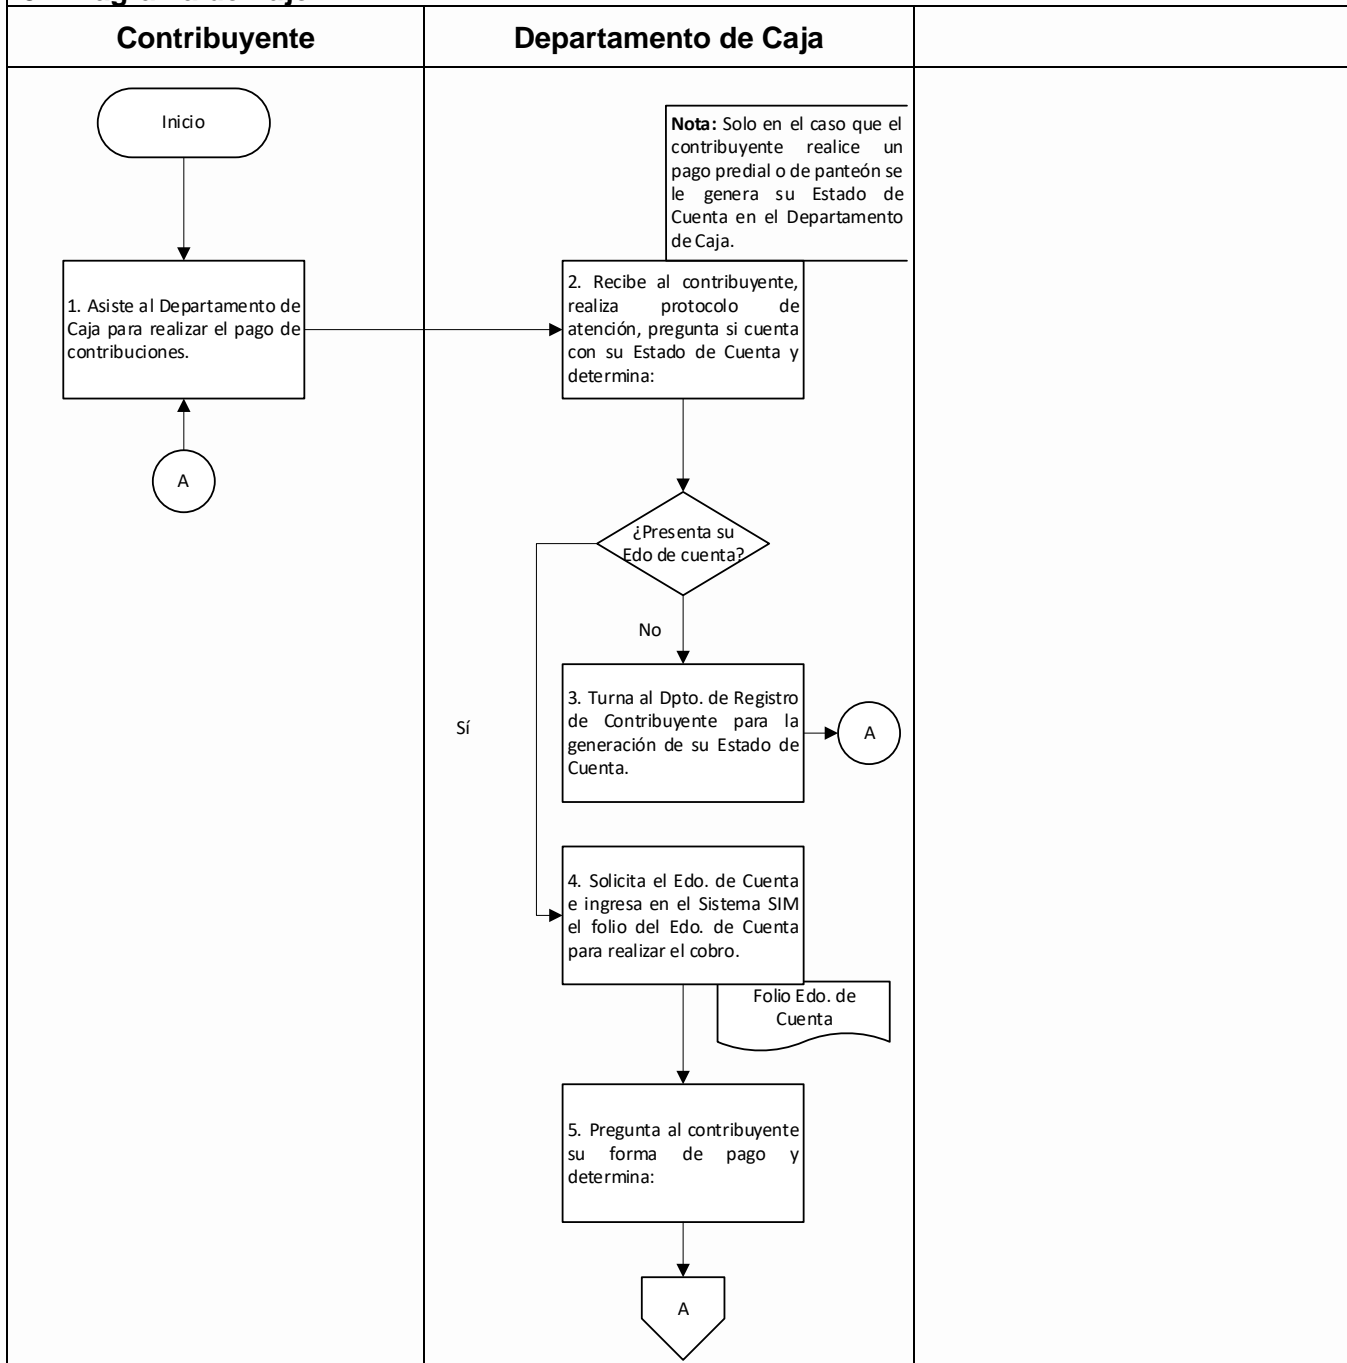 Contribuyente
Departamento de Caja
Inicio
Nota: Solo en el caso que el
contribuyente realice un
pago predial o de panteón se
le genera su Estado de
Cuenta en el Departamento
de Caja.
1. Asiste al Departamento de
Caja para realizar el pago de
contribuciones.
2. Recibe al contribuyente,
realiza protocolo de
atención, pregunta si cuenta
con su Estado de Cuenta y
determina:
A
¿Presenta su
Edo de cuenta?
No
Sí
3. Turna al Dpto. de Registro
de Contribuyente para la
generación de su Estado de
Cuenta.
A
4. Solicita el Edo. de Cuenta
e ingresa en el Sistema SIM
el folio del Edo. de Cuenta
para realizar el cobro.
Folio Edo. de
Cuenta
5. Pregunta al contribuyente
su forma de pago y
determina:
A